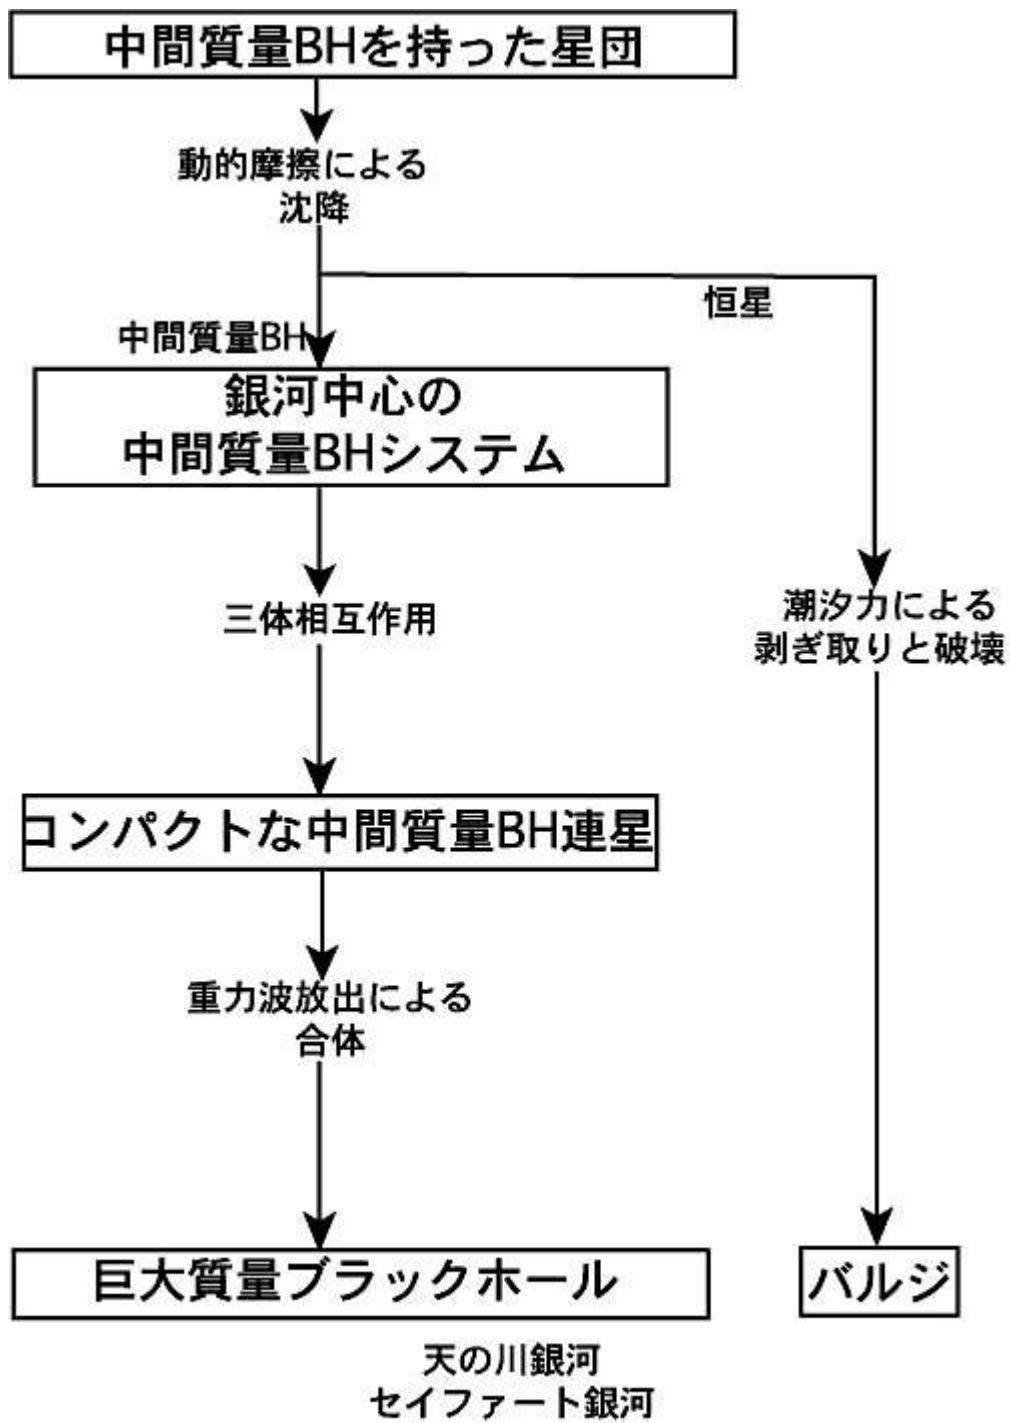 中間質量BHを持った星団
動的摩擦による
沈降
恒星
中間質量BH
銀河中心の
中間質量BHシステム
三体相互作用
潮汐力による
剥ぎ取りと破壊
コンパクトな中間質量BH連星
重力波放出による
合体
巨大質量ブラックホール
バルジ
天の川銀河
セイファート銀河